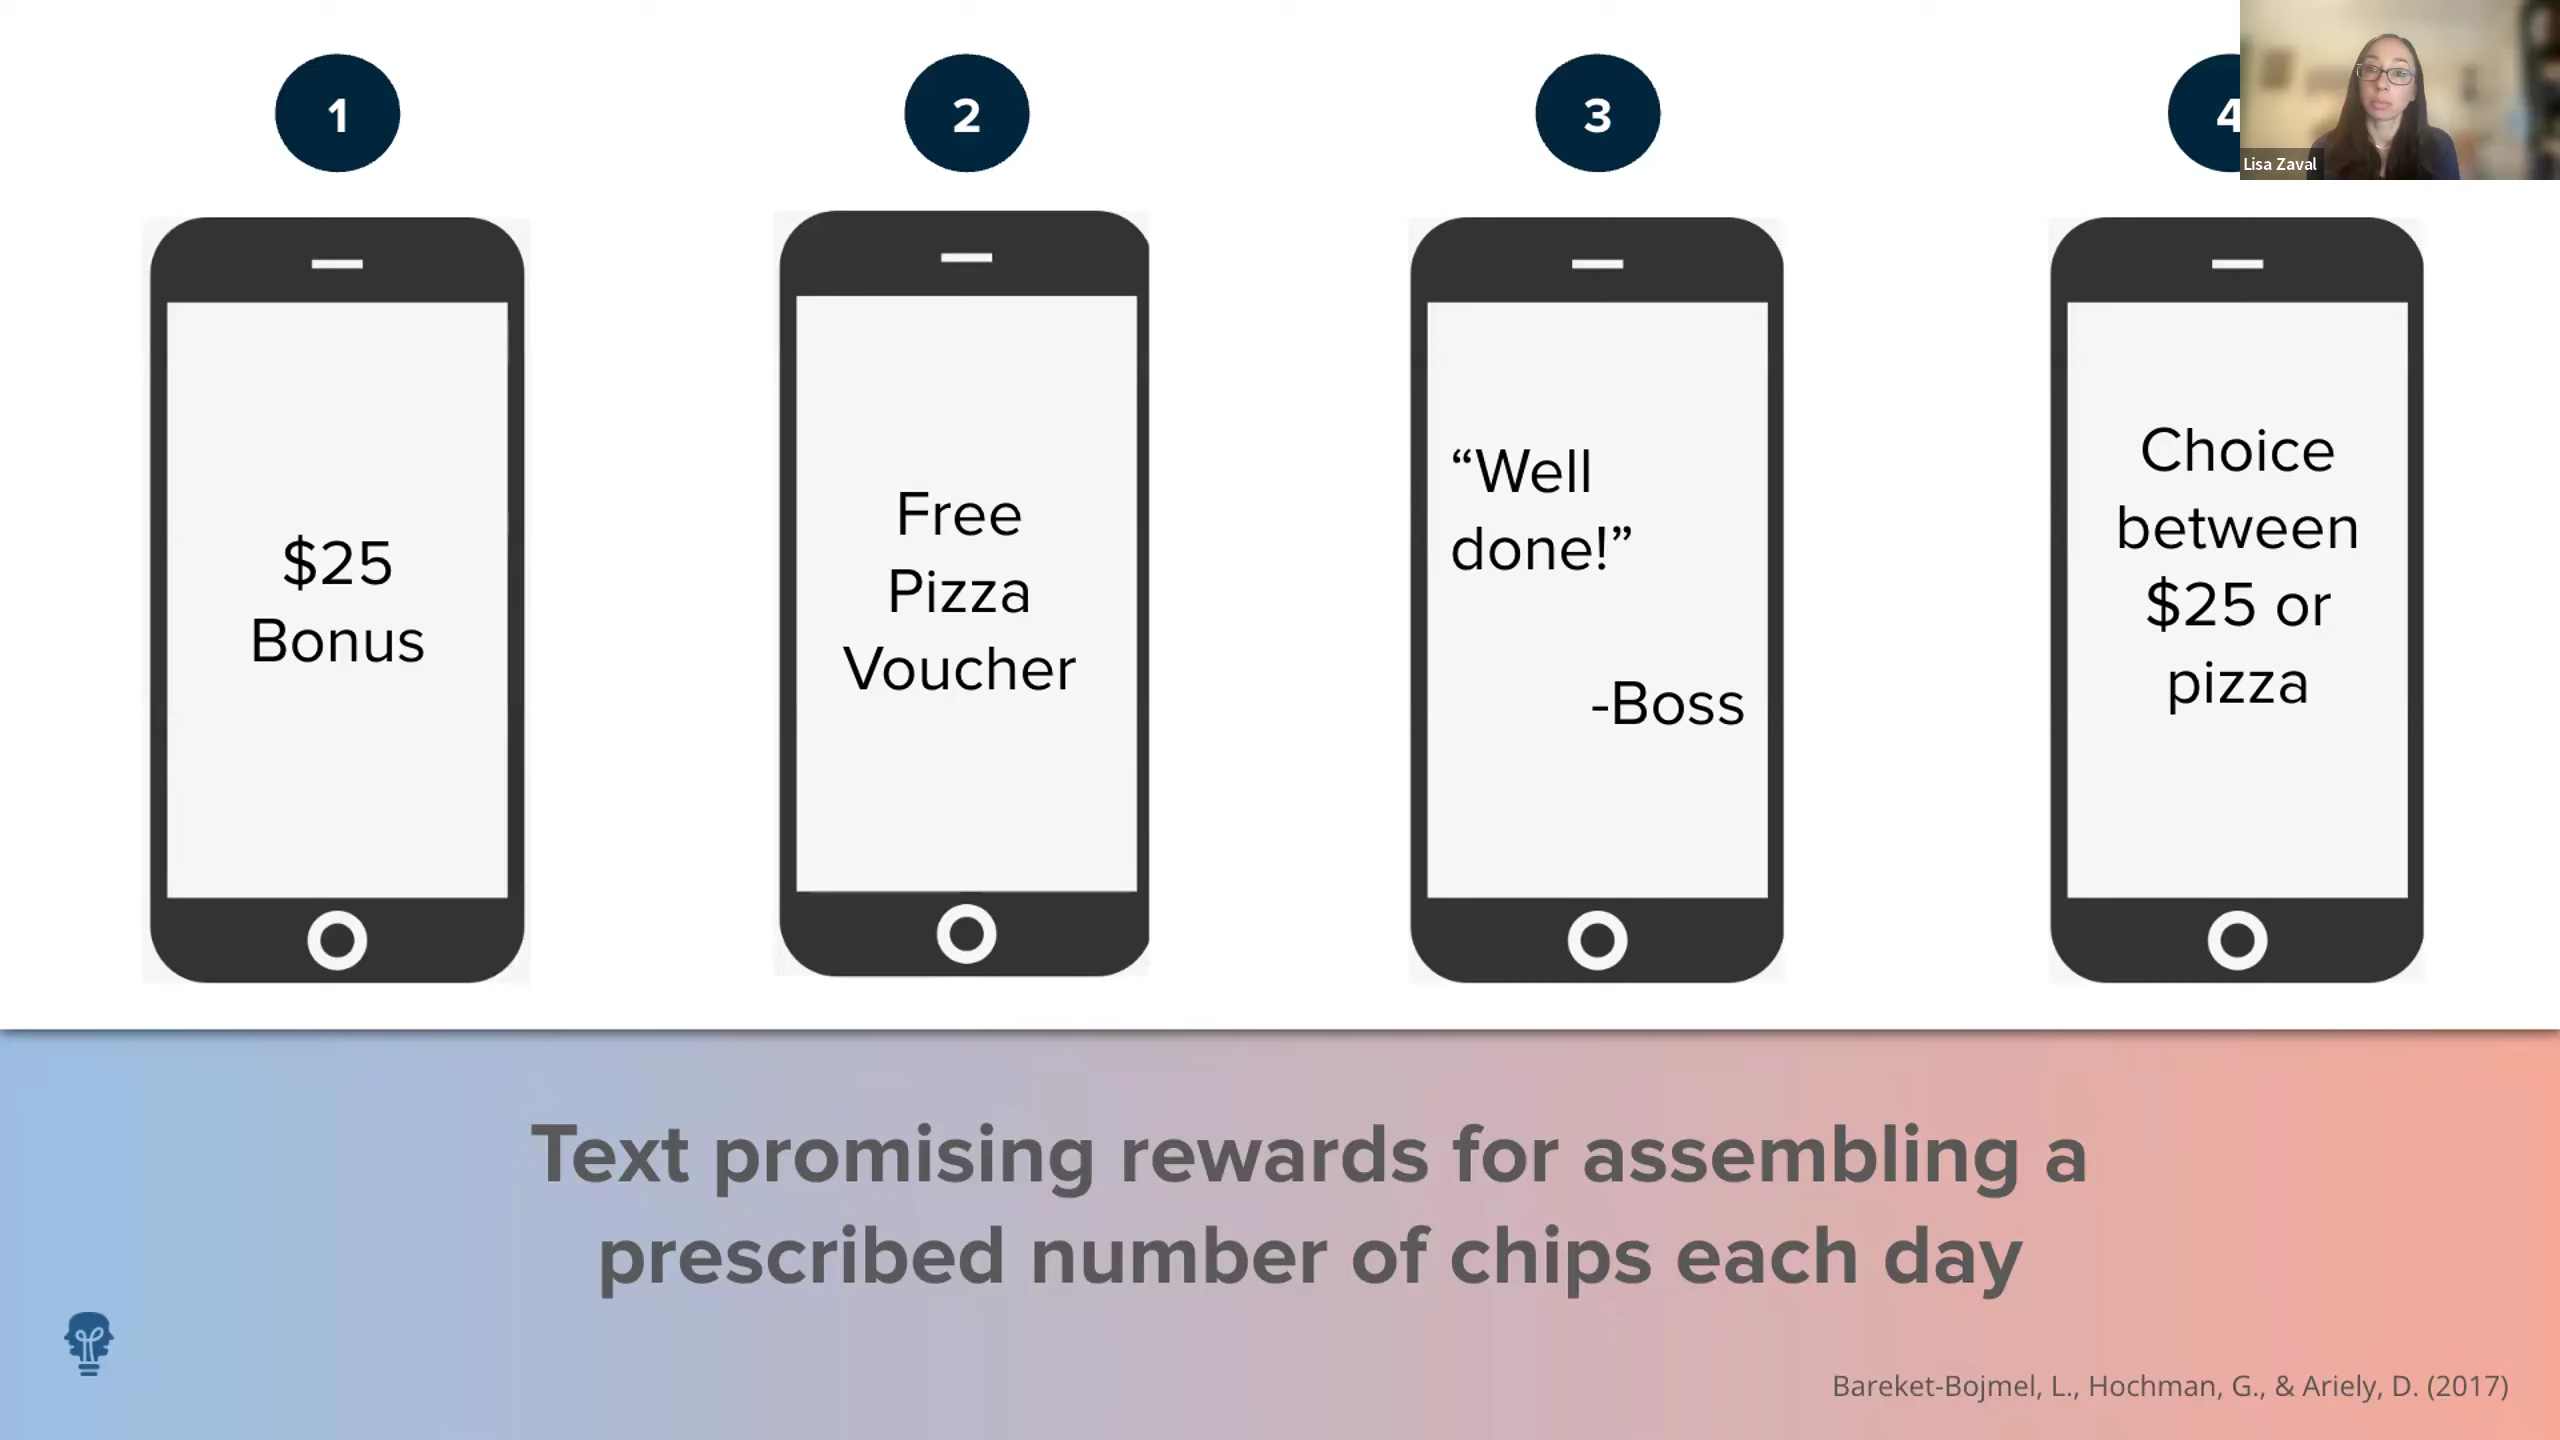 1
2
3
4
Lisa Zaval
$25
Bonus
Free
Pizza
Voucher
“Well
done!”
-Boss
Choice
between
$25 or
pizza
Text promising rewards for assembling a
prescribed number of chips each day
Bareket-Bojmel, L., Hochman, G., & Ariely, D. (2017)